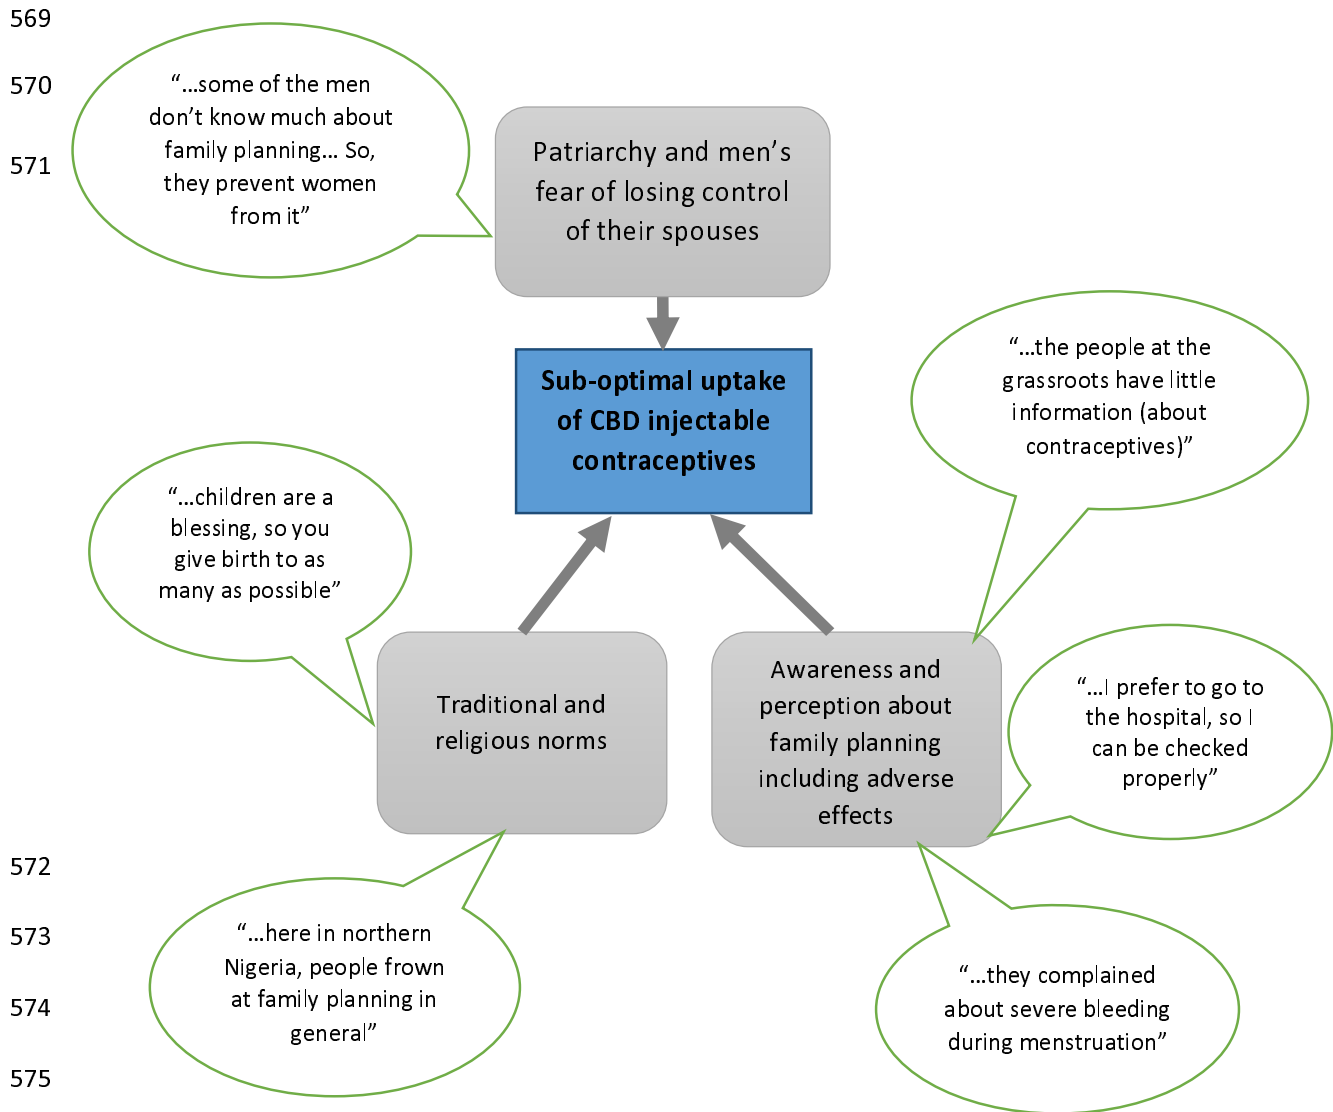 569
570
571
“...some of the men
don’t know much about
family planning... So,
they prevent women
from it”
Patriarchy and men’s
fear of losing control
of their spouses
Sub-optimal uptake
of CBD injectable
contraceptives
“...the people at the
grassroots have little
information (about
contraceptives)”
“...children are a
blessing, so you
give birth to as
many as possible”
Traditional and
religious norms
Awareness and
perception about
family planning
including adverse
effects
“...I prefer to go to
the hospital, so I
can be checked
properly”
572
573
574
575
“...here in northern
Nigeria, people frown
at family planning in
general”
“...they complained
about severe bleeding
during menstruation”